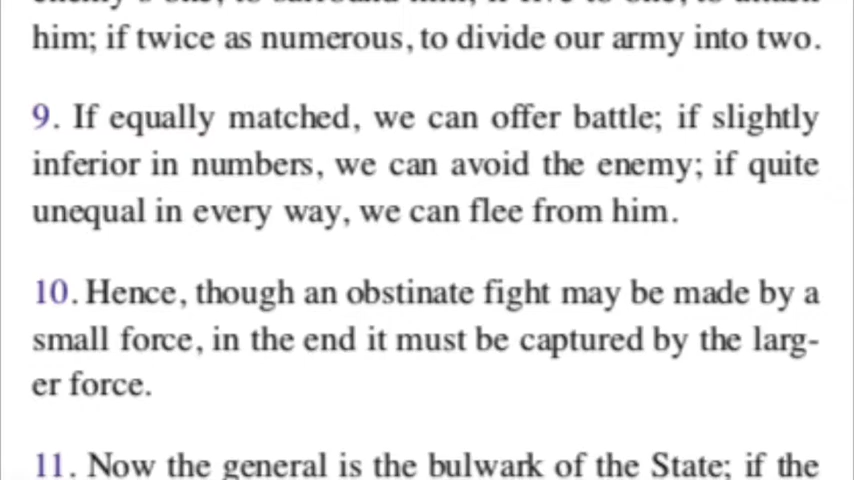 him; if twice as numerous, to divide our army into two.
9. If equally matched, we can offer battle; if slightly
inferior in numbers, we can avoid the enemy; if quite
unequal in every way, we can flee from him.
10. Hence, though an obstinate fight may be made by a
small force, in the end it must be captured by the larg-
er force.
11. Now the general is the bulwark of the State; if the